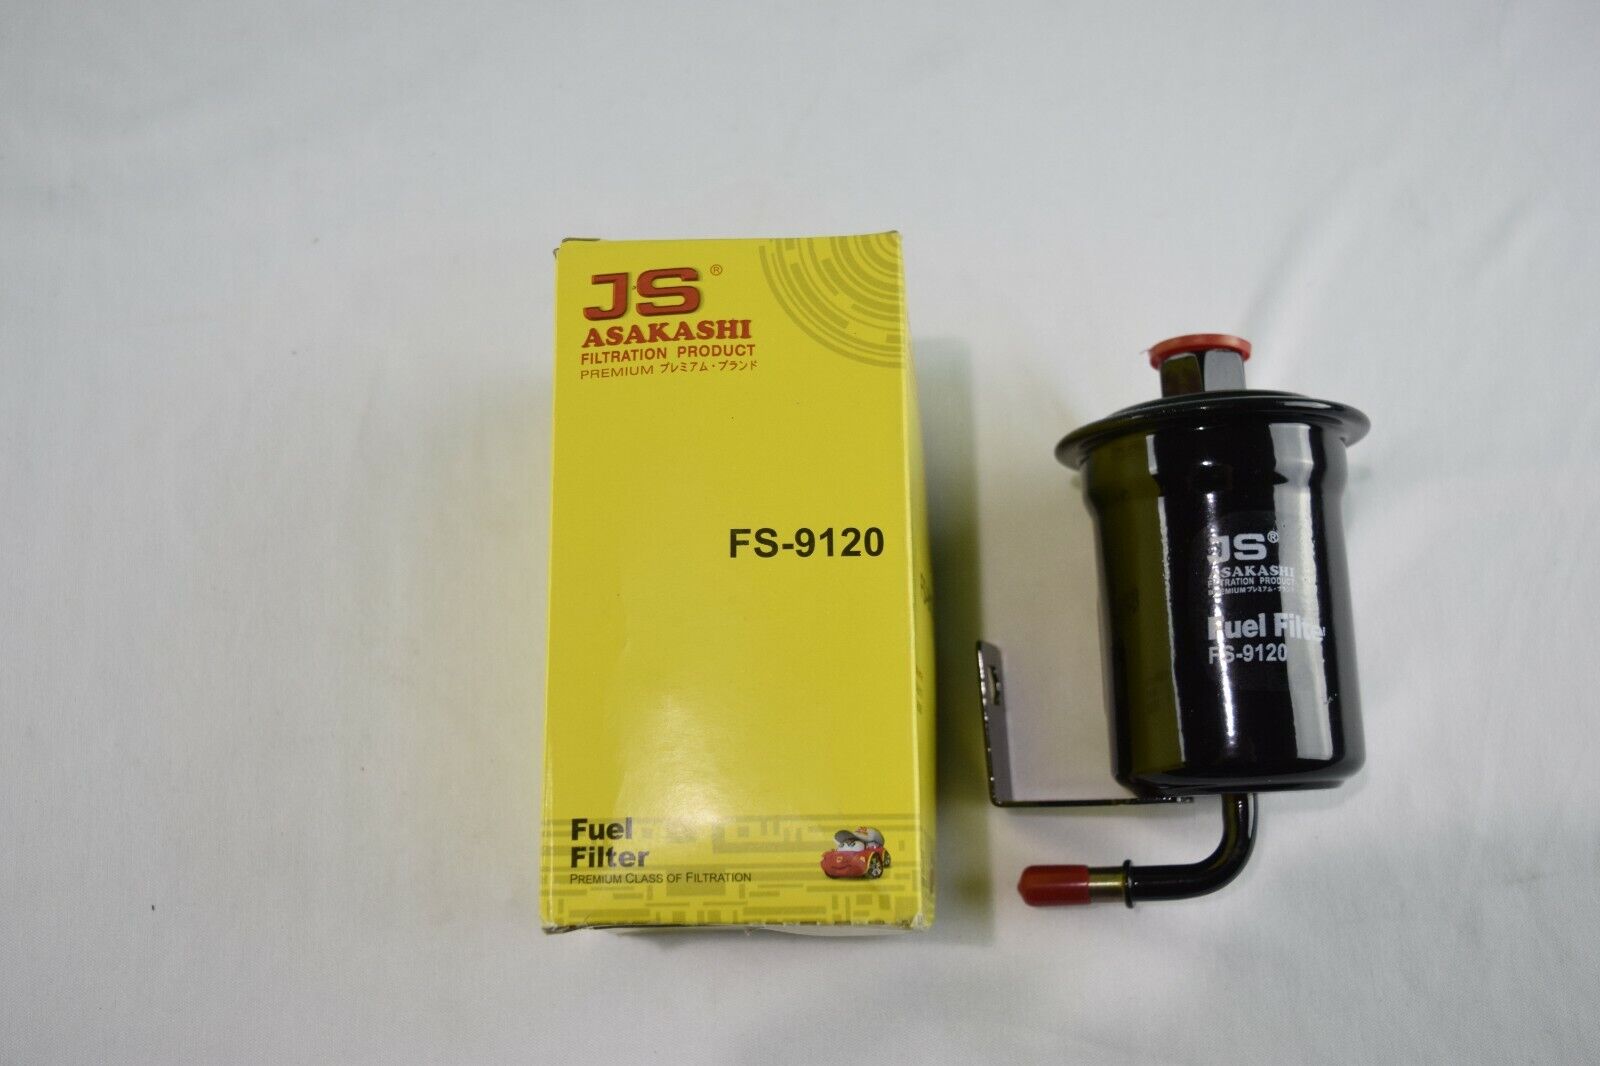 JS®
ASAKASHI
FILTRATION PRODUCT
PREMIUM プレミアム・ブランド
FS-9120
Fuel
Filter
PREMIUM CLASS OF FILTRATION
JS®
ASAKASHI
FILTRATION PRODUCT
PREMIUM プレミアム・ブランド
Fuel Filter
FS-9120